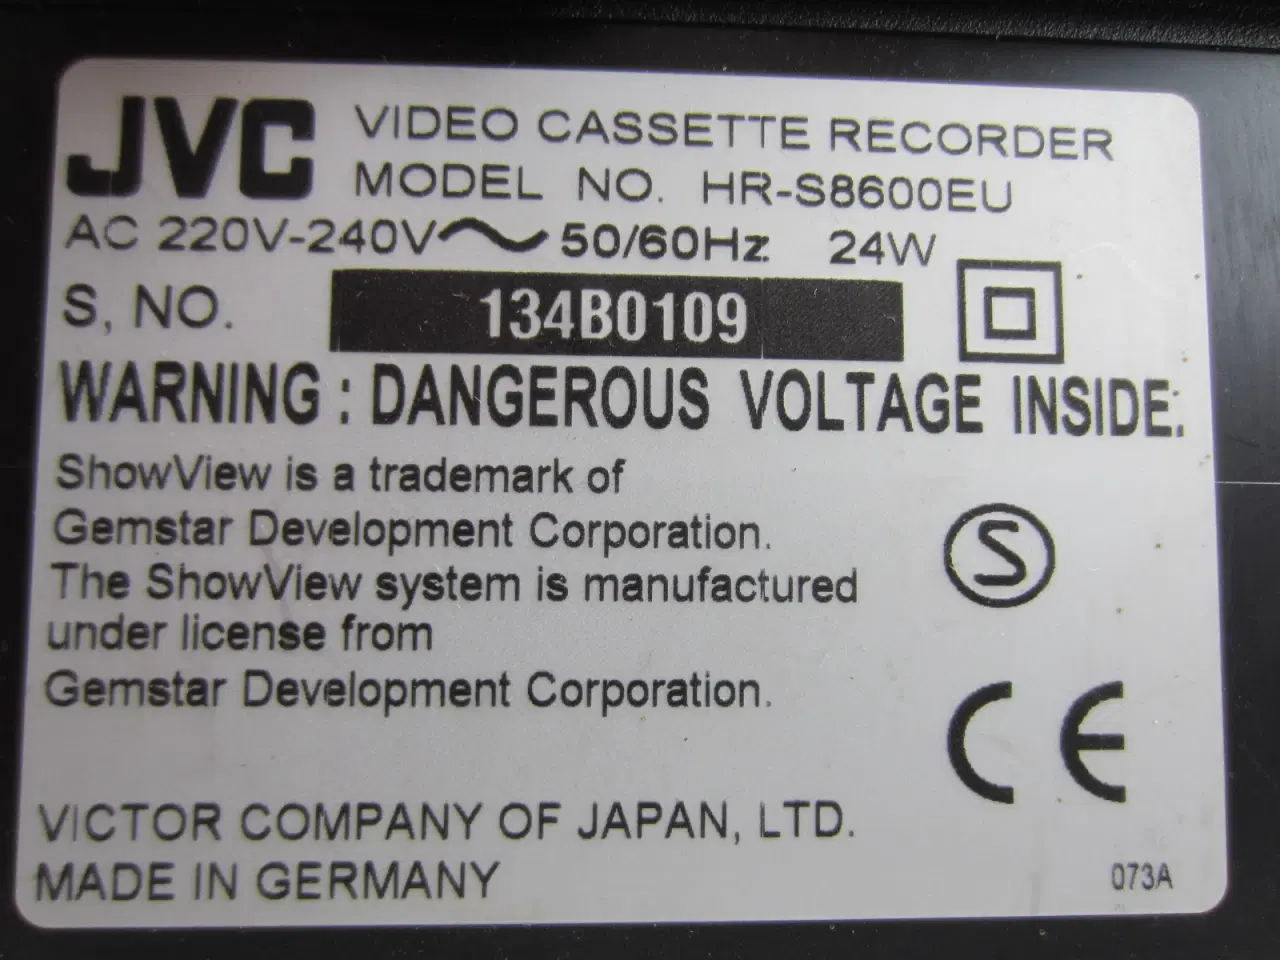 JVC VIDEO CASSETTE RECORDER
MODEL NO. HR-S8600EU
AC 220V-240V~ 50/60Hz 24W
S, NO. 134B0109
WARNING : DANGEROUS VOLTAGE INSIDE.
ShowView is a trademark of
Gemstar Development Corporation.
The ShowView system is manufactured
under license from
Gemstar Development Corporation.
S
CE
VICTOR COMPANY OF JAPAN, LTD.
MADE IN GERMANY
073A